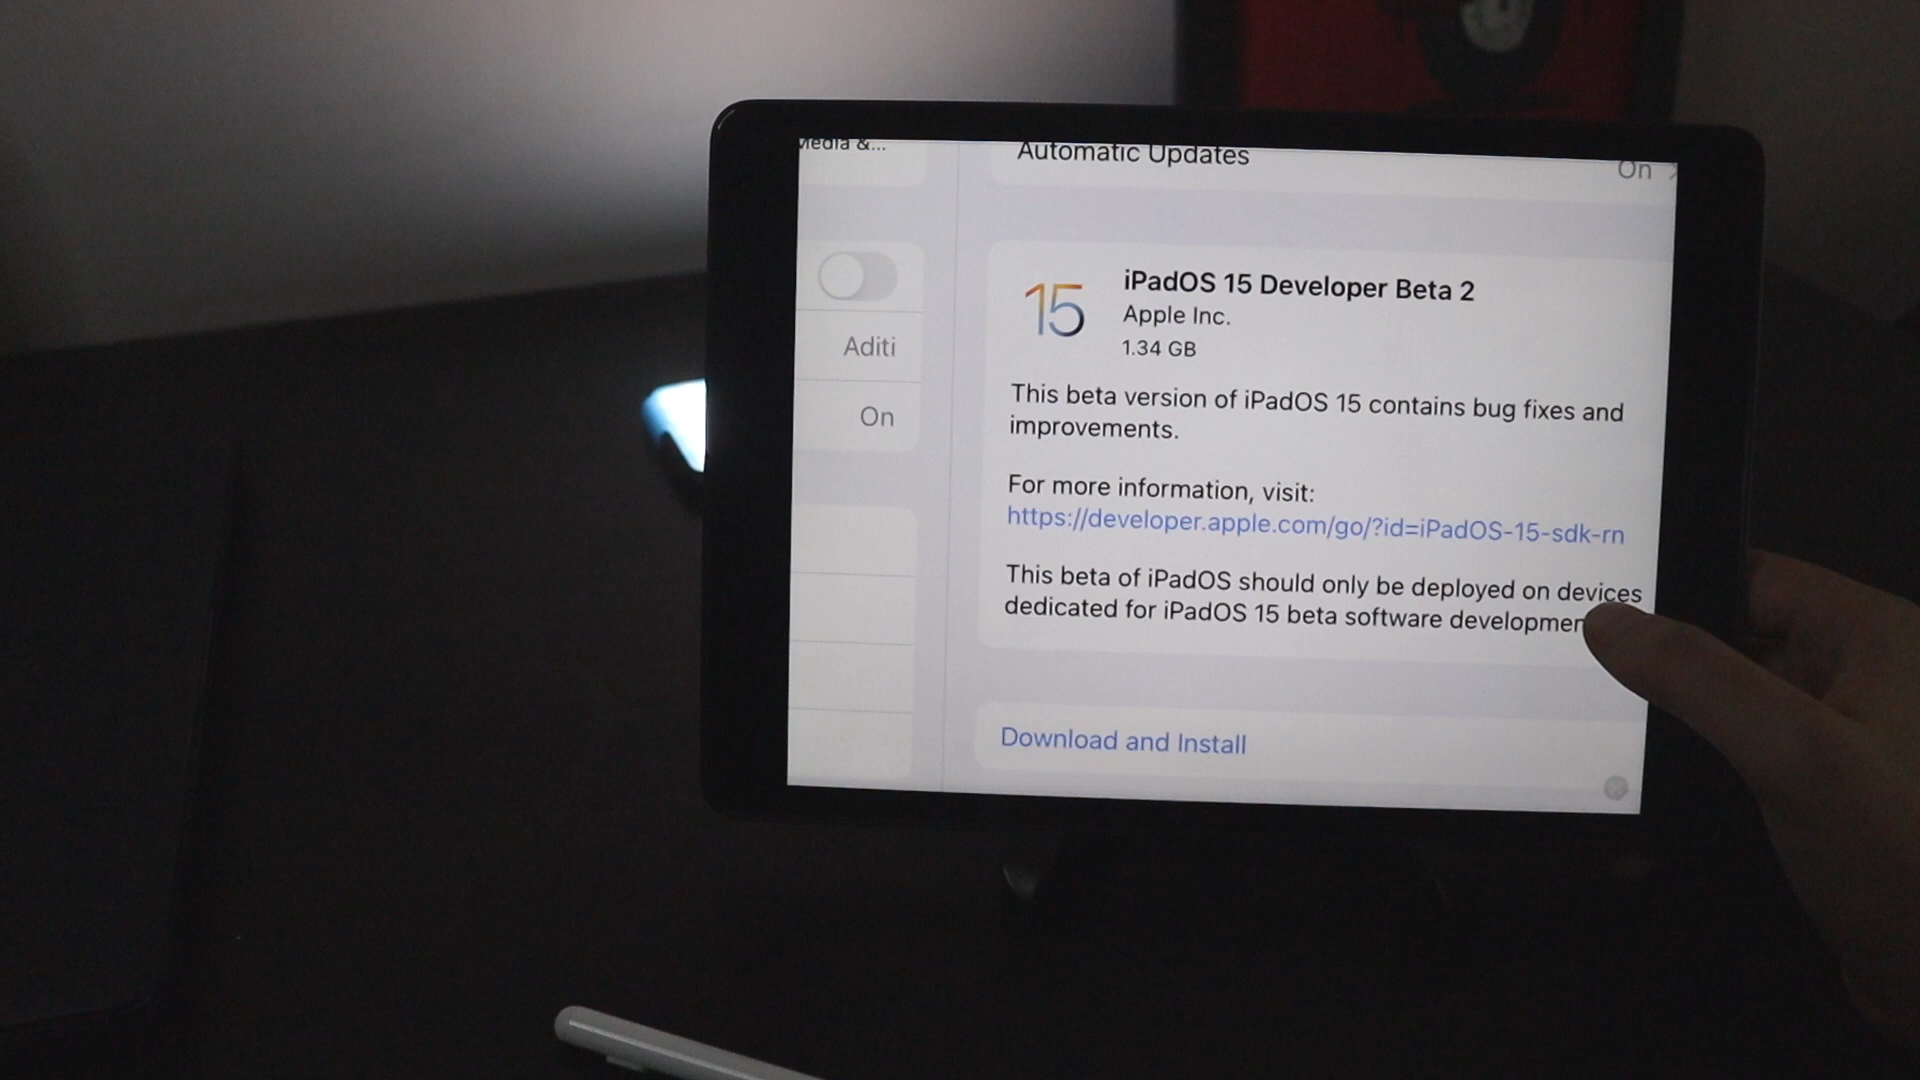 Media &...
Automatic Updates
On
Aditi
On
15
iPadOS 15 Developer Beta 2
Apple Inc.
1.34 GB
This beta version of iPadOS 15 contains bug fixes and
improvements.
For more information, visit:
https://developer.apple.com/go/?id=iPadOS-15-sdk-rn
This beta of iPadOS should only be deployed on devices
dedicated for iPadOS 15 beta software developmen
Download and Install